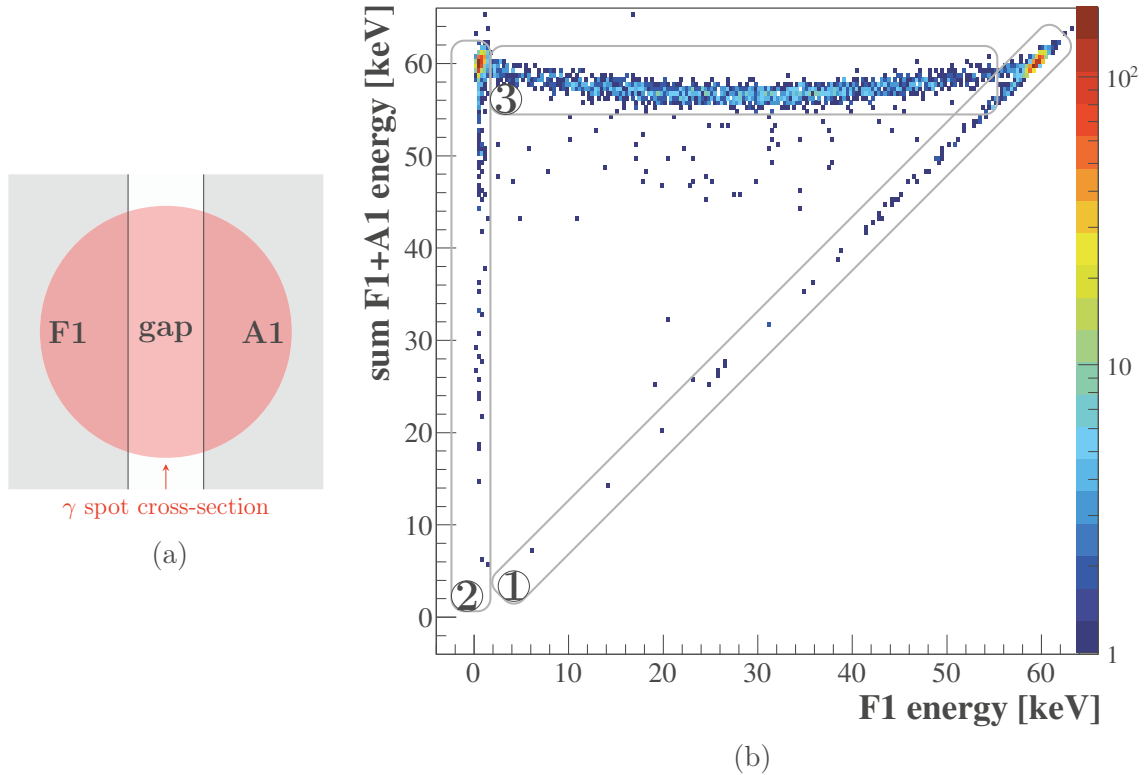 F1 gap A1
γ spot cross-section
(a)
sum F1+A1 energy [keV]
60
50
40
30
20
10
0
3
2
1
0 10 20 30 40 50 60
F1 energy [keV]
10²
10
1
(b)